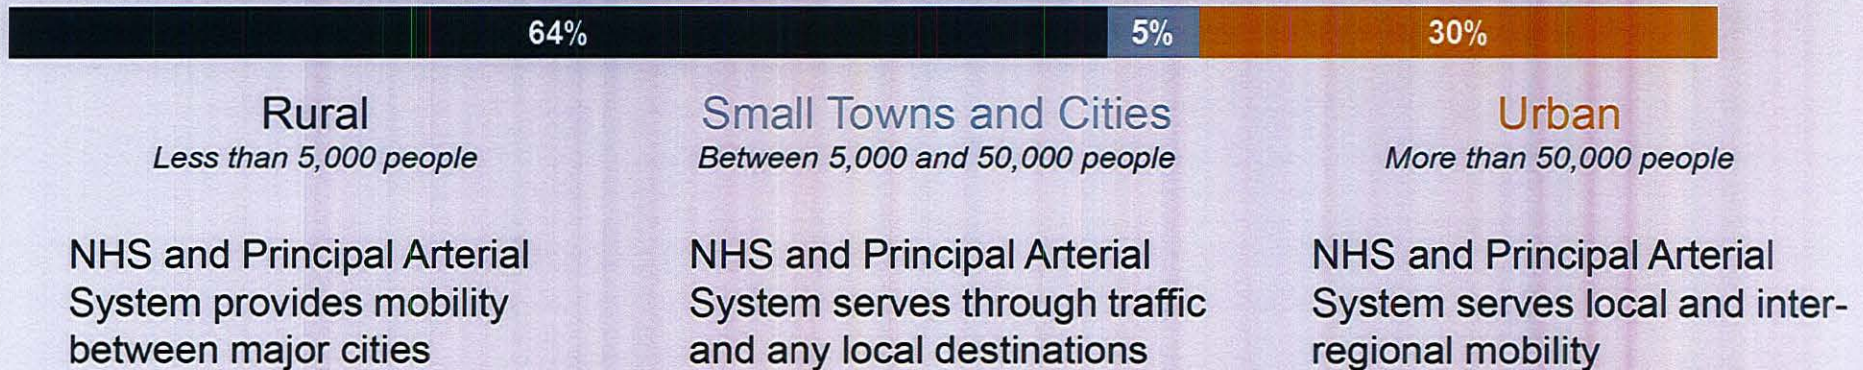 64% 5% 30%
Rural
Less than 5,000 people
NHS and Principal Arterial
System provides mobility
between major cities
Small Towns and Cities
Between 5,000 and 50,000 people
NHS and Principal Arterial
System serves through traffic
and any local destinations
Urban
More than 50,000 people
NHS and Principal Arterial
System serves local and inter-
regional mobility